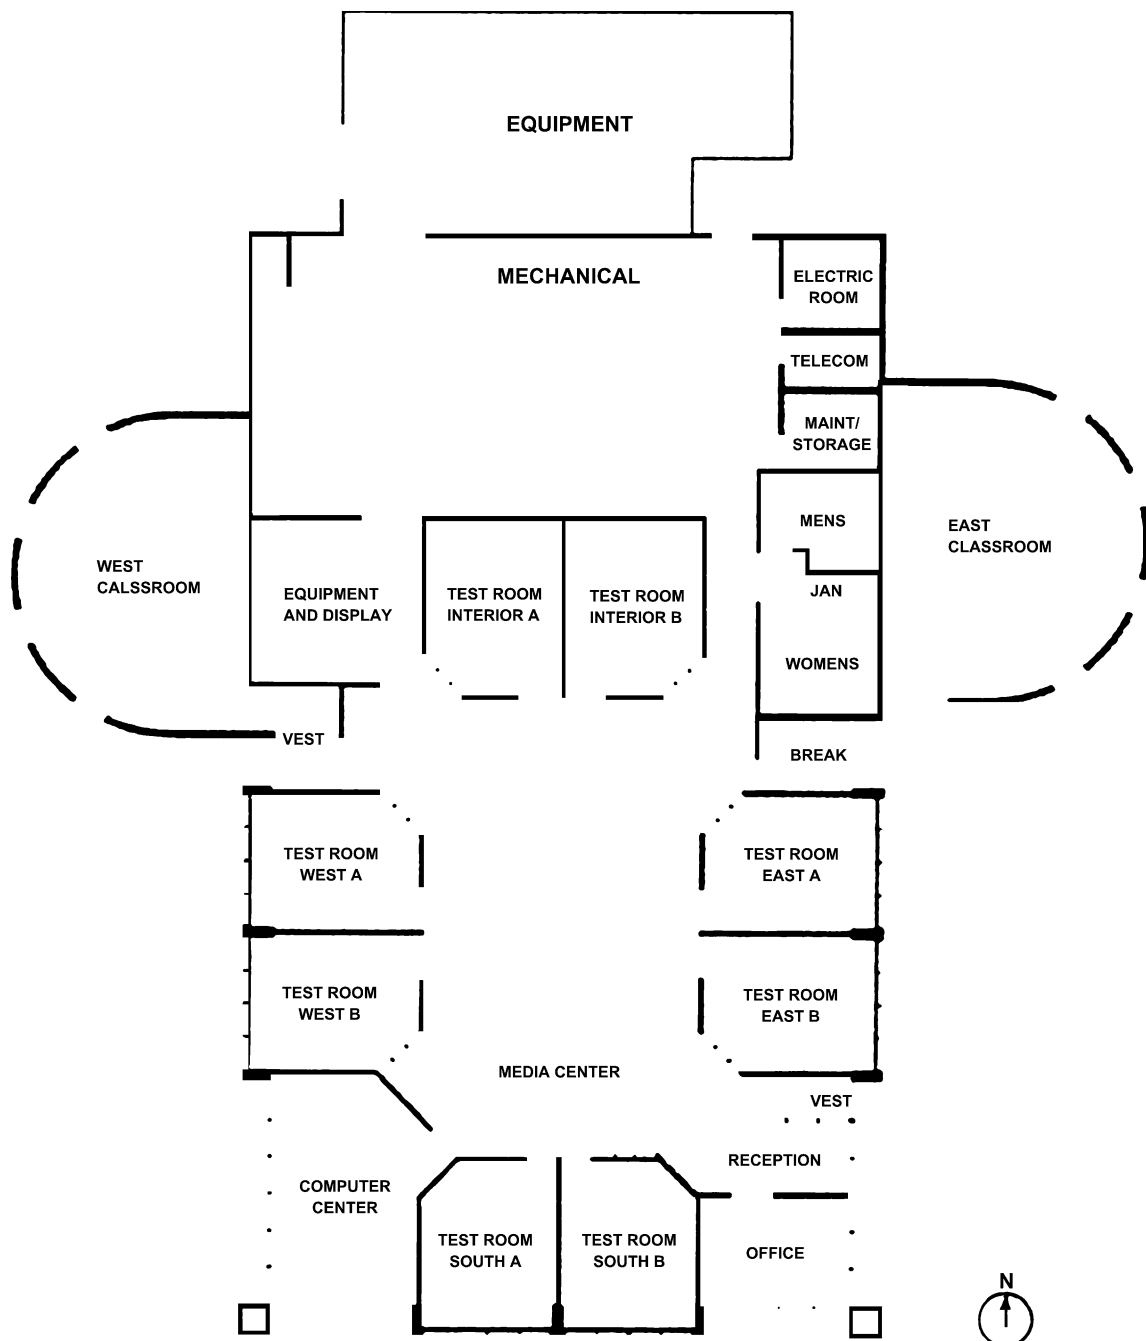 EQUIPMENT
MECHANICAL
ELECTRIC
ROOM
TELECOM
MAINT/
STORAGE
MENS
EAST
CLASSROOM
WEST
CALSSROOM
EQUIPMENT
AND DISPLAY
TEST ROOM
INTERIOR A
TEST ROOM
INTERIOR B
JAN
WOMENS
VEST
BREAK
TEST ROOM
WEST A
TEST ROOM
EAST A
TEST ROOM
WEST B
TEST ROOM
EAST B
MEDIA CENTER
VEST
RECEPTION
COMPUTER
CENTER
TEST ROOM
SOUTH A
TEST ROOM
SOUTH B
OFFICE
N